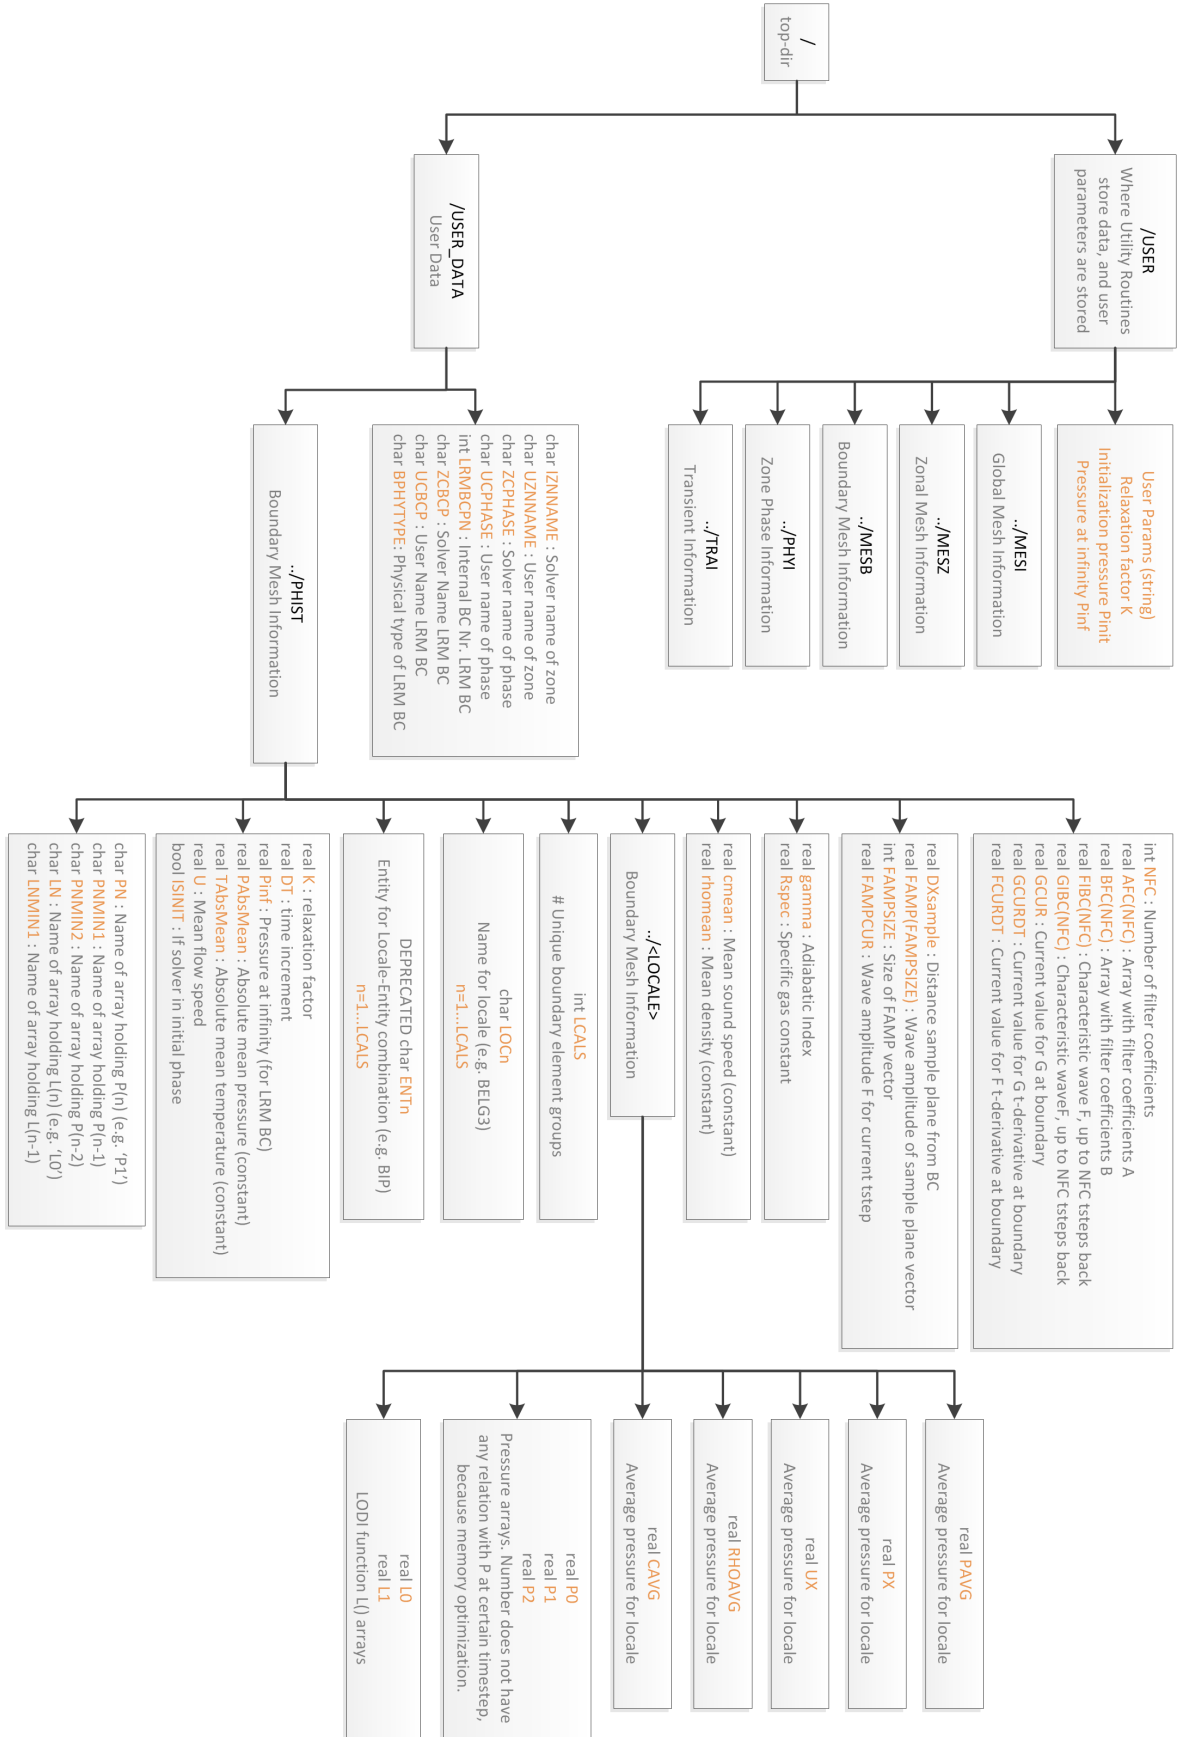 /
top-dir
/USER
Where Utility Routines
store data, and user
parameters are stored
/USER_DATA
User Data
User Params (string)
Relaxation factor K
Initialization pressure Pinit
Pressure at infinity Pinf
../MESI
Global Mesh Information
../MESZ
Zonal Mesh Information
../MESB
Boundary Mesh Information
../PHYI
Zone Phase Information
../TRAI
Transient Information
char IZNNAME : Solver name of zone
char UZNNAME : User name of zone
char ZCPHASE : Solver name of phase
char UCPHASE : User name of phase
int LRMBCPN : Internal BC Nr. LRM BC
char ZCBCP : Solver Name LRM BC
char UCBCP : User Name LRM BC
char BPHYTYPE: Physical type of LRM BC
../PHIST
Boundary Mesh Information
int NFC : Number of filter coefficients
real AFC(NFC) : Array with filter coefficients A
real BFC(NFC) : Array with filter coefficients B
real FIBC(NFC) : Characteristic wave F, up to NFC tsteps back
real GIBC(NFC) : Characteristic waveF, up to NFC tsteps back
real GCUR : Current value for G at boundary
real GCURDT : Current value for G t-derivative at boundary
real FCURDT : Current value for F t-derivative at boundary
real DXsample : Distance sample plane from BC
real FAMP(FAMPSIZE) : Wave amplitude of sample plane vector
int FAMPSIZE : Size of FAMP vector
real FAMPCUR : Wave amplitude F for current tstep
real gamma : Adiabatic Index
real Rspec : Specific gas constant
real cmean : Mean sound speed (constant)
real rhomean : Mean density (constant)
../<LOCALE>
Boundary Mesh Information
int LCALS
# Unique boundary element groups
char LOCn
Name for locale (e.g. BELG3)
n=1...LCALS
DEPRECATED char ENTn
Entity for Locale-Entity combination (e.g. BIP)
n=1...LCALS
real K : relaxation factor
real DT : time increment
real Pinf : Pressure at infinity (for LRM BC)
real PAbsMean : Absolute mean pressure (constant)
real TAbsMean : Absolute mean temperature (constant)
real U : Mean flow speed
bool ISINIT : If solver in initial phase
char PN : Name of array holding P(n) (e.g. ‘P1’)
char PNMIN1 : Name of array holding P(n-1)
char PNMIN2 : Name of array holding P(n-2)
char LN : Name of array holding L(n) (e.g. ‘L0’)
char LNMIN1 : Name of array holding L(n-1)
real PAVG
Average pressure for locale
real PX
Average pressure for locale
real UX
Average pressure for locale
real RHOAVG
Average pressure for locale
real CAVG
Average pressure for locale
real P0
real P1
real P2
Pressure arrays. Number does not have
any relation with P at certain timestep,
because memory optimization.
real L0
real L1
LODI function L() arrays